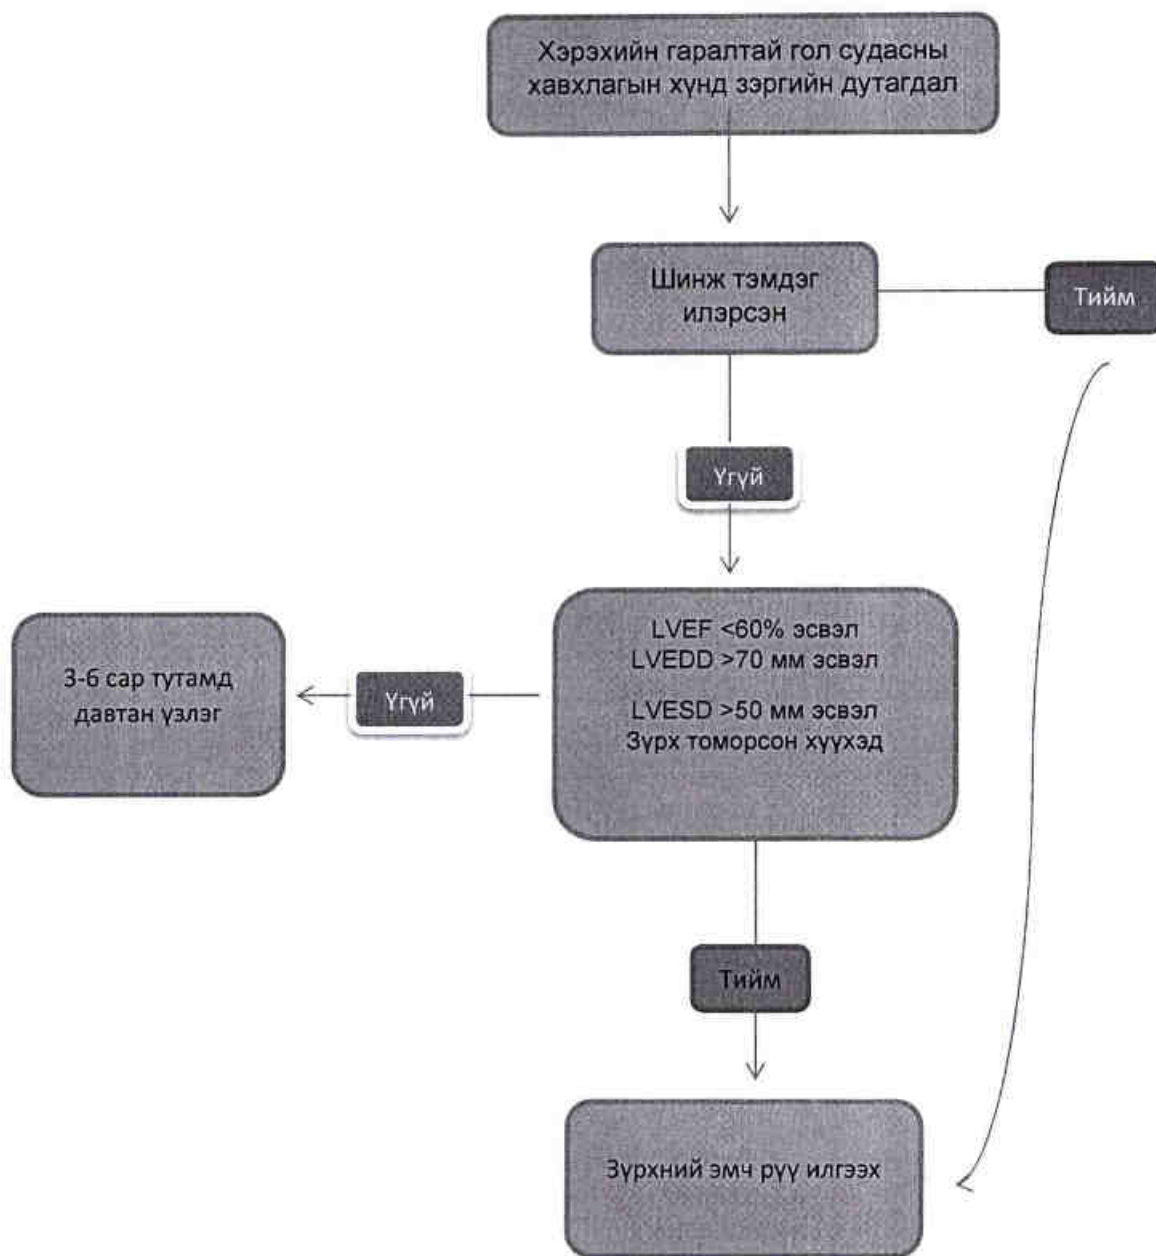 Хэрэхийн гаралтай гол судасны
хавхлагын хүнд зэргийн дутагдал
Шинж тэмдэг
илэрсэн
Тийм
Үгүй
LVEF <60% эсвэл
LVEDD >70 мм эсвэл
LVESD >50 мм эсвэл
Зүрх томорсон хүүхэд
Үгүй
3-6 сар тутамд
давтан үзлэг
Тийм
Зүрхний эмч рүү илгээх